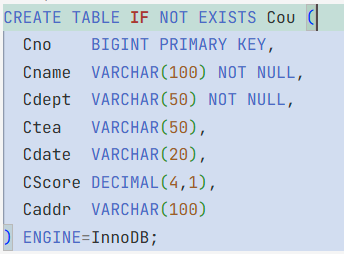 CREATE TABLE IF NOT EXISTS Cou (
  Cno    BIGINT PRIMARY KEY,
  Cname  VARCHAR(100) NOT NULL,
  Cdept  VARCHAR(50) NOT NULL,
  Ctea   VARCHAR(50),
  Cdate  VARCHAR(20),
  CScore DECIMAL(4,1),
  Caddr  VARCHAR(100)
) ENGINE=InnoDB;